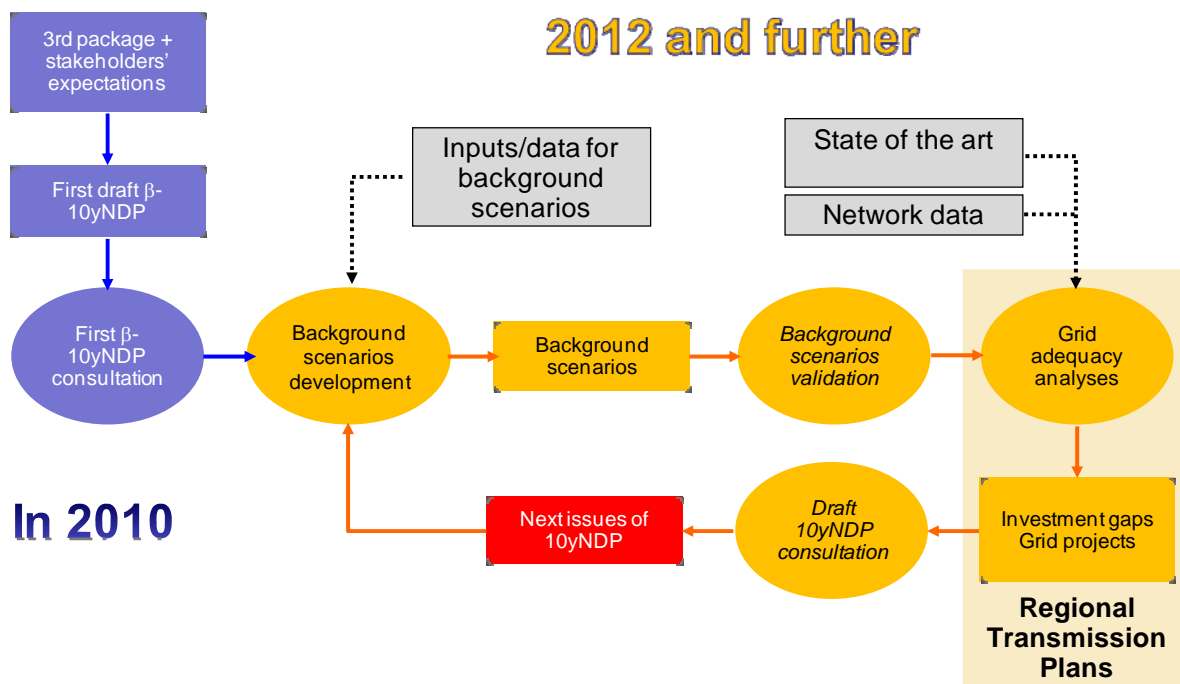 3rd package +
stakeholders’
expectations
2012 and further
First draft β-
10yNDP
Inputs/data for
background
scenarios
State of the art
Network data
First β-
10yNDP
consultation
Background
scenarios
development
Background
scenarios
Background
scenarios
validation
Grid
adequacy
analyses
In 2010
Next issues of
10yNDP
Draft
10yNDP
consultation
Investment gaps
Grid projects
Regional
Transmission
Plans